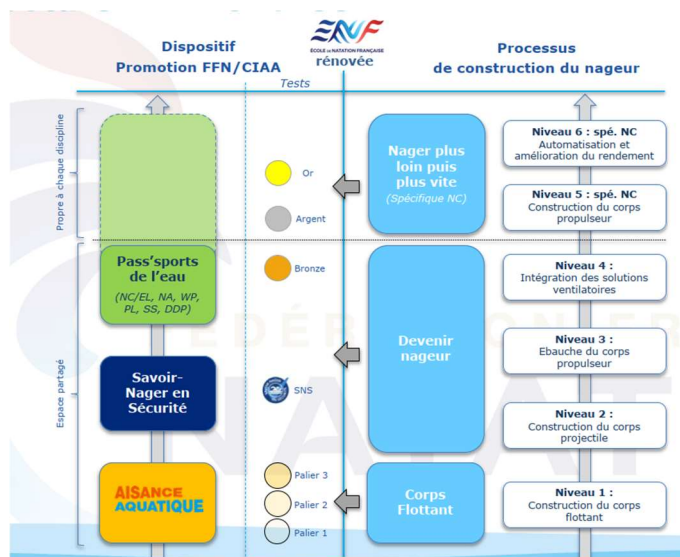 Dispositif
Promotion FFN/CIAA
Tests
ENF
ÉCOLE DE NATATION FRANÇAISE
rénovée
Processus
de construction du nageur
Propre à chaque discipline
Espace partagé
Pass’sports
de l’eau
(NC/EL, NA, WP,
PL, SS, DDP)
Savoir-
Nager en
Sécurité
AISANCE
AQUATIQUE
Or
Argent
Bronze
SNS
Palier 3
Palier 2
Palier 1
Nager plus
loin puis
plus vite
(Spécifique NC)
Devenir
nageur
Corps
Flottant
Niveau 6 : spé. NC
Automatisation et
amélioration du rendement
Niveau 5 : spé. NC
Construction du corps
propulseur
Niveau 4 :
Intégration des solutions
ventilatoires
Niveau 3 :
Ebauche du corps
propulseur
Niveau 2 :
Construction du corps
projectile
Niveau 1 :
Construction du corps
flottant